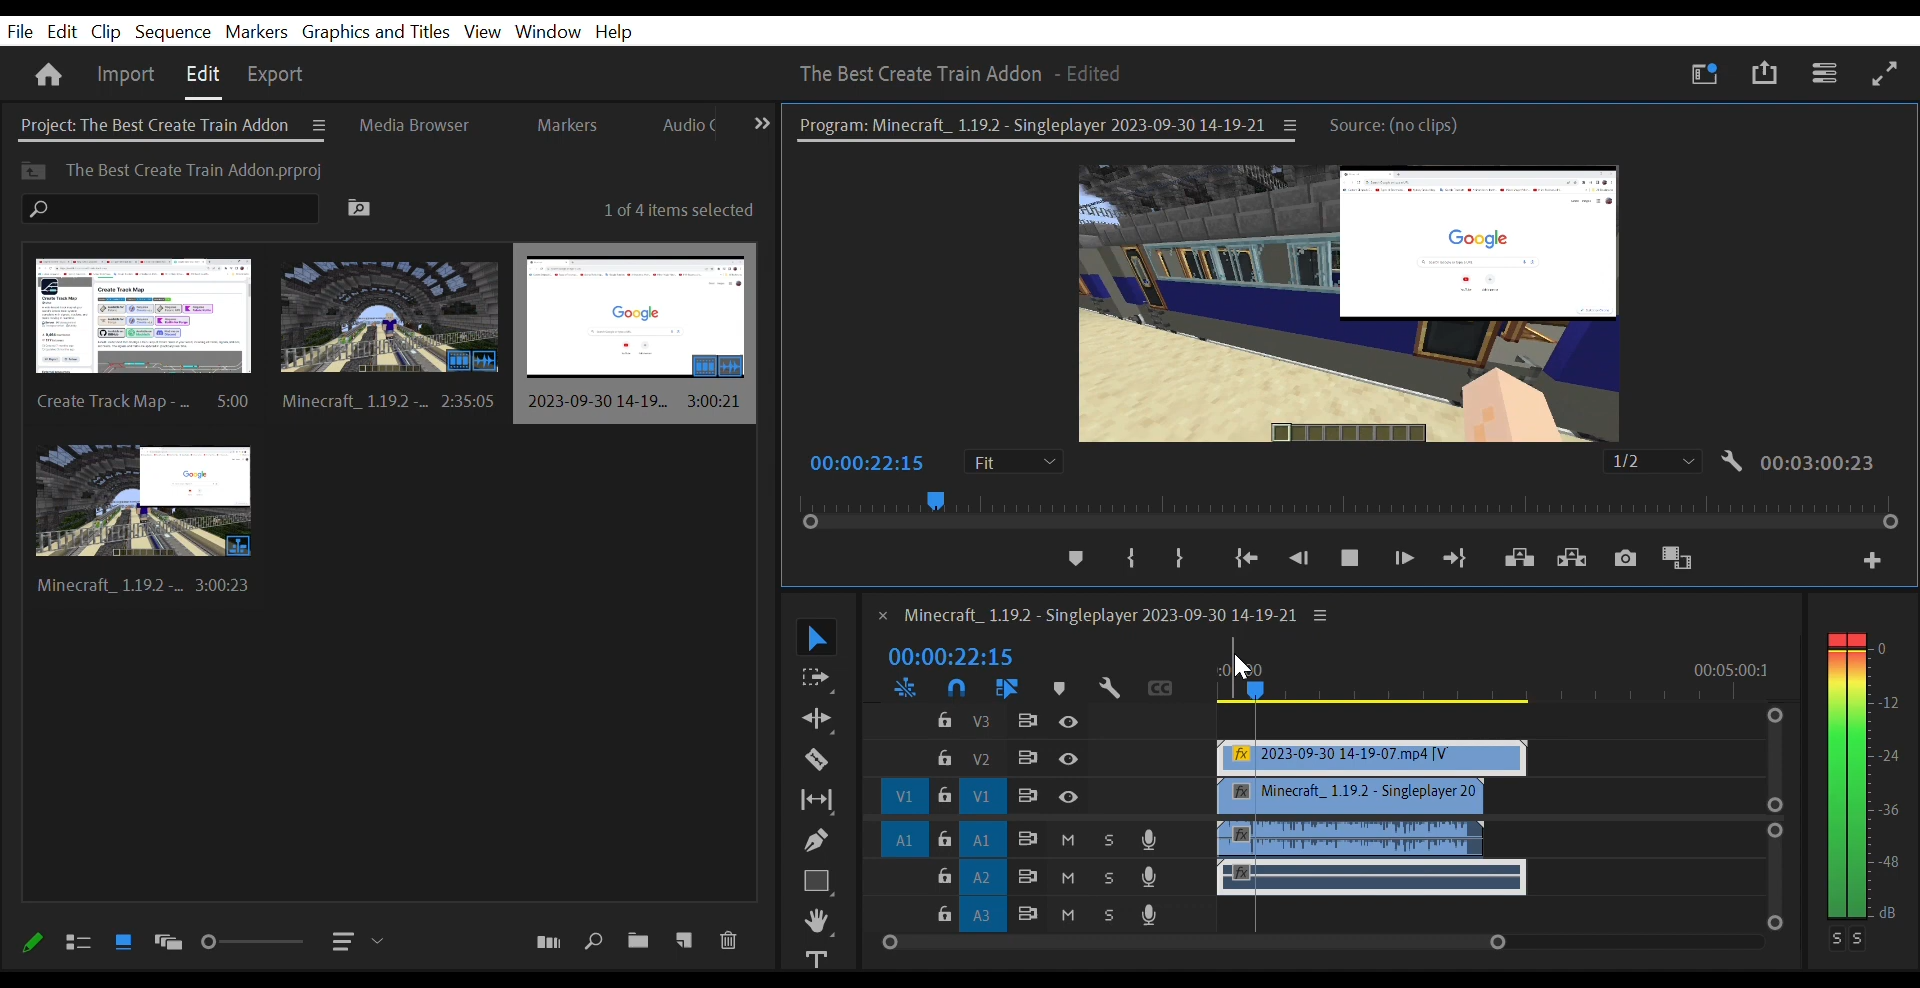 File Edit Clip Sequence Markers Graphics and Titles View Window Help
Import Edit Export
The Best Create Train Addon - Edited
Project: The Best Create Train Addon
Media Browser
Markers
Audio
The Best Create Train Addon.prproj
1 of 4 items selected
Create Track Map
Google
Create Track Map - ... 5:00
Minecraft_ 1.19.2 -... 2:35:05
2023-09-30 14-19... 3:00:21
Google
Minecraft_ 1.19.2 -... 3:00:23
Program: Minecraft_ 1.19.2 - Singleplayer 2023-09-30 14-19-21
Source: (no clips)
Google
00:00:22:15
Fit
1/2
00:03:00:23
× Minecraft_ 1.19.2 - Singleplayer 2023-09-30 14-19-21
00:00:22:15
00:05:00:1
V3
V2
fx 2023-09-30 14-19-07.mp4 [V
V1 V1
fx Minecraft_ 1.19.2 - Singleplayer 20
A1 A1 M S
fx
A2 M S
fx
A3 M S
0
-12
-24
-36
-48
dB
S S